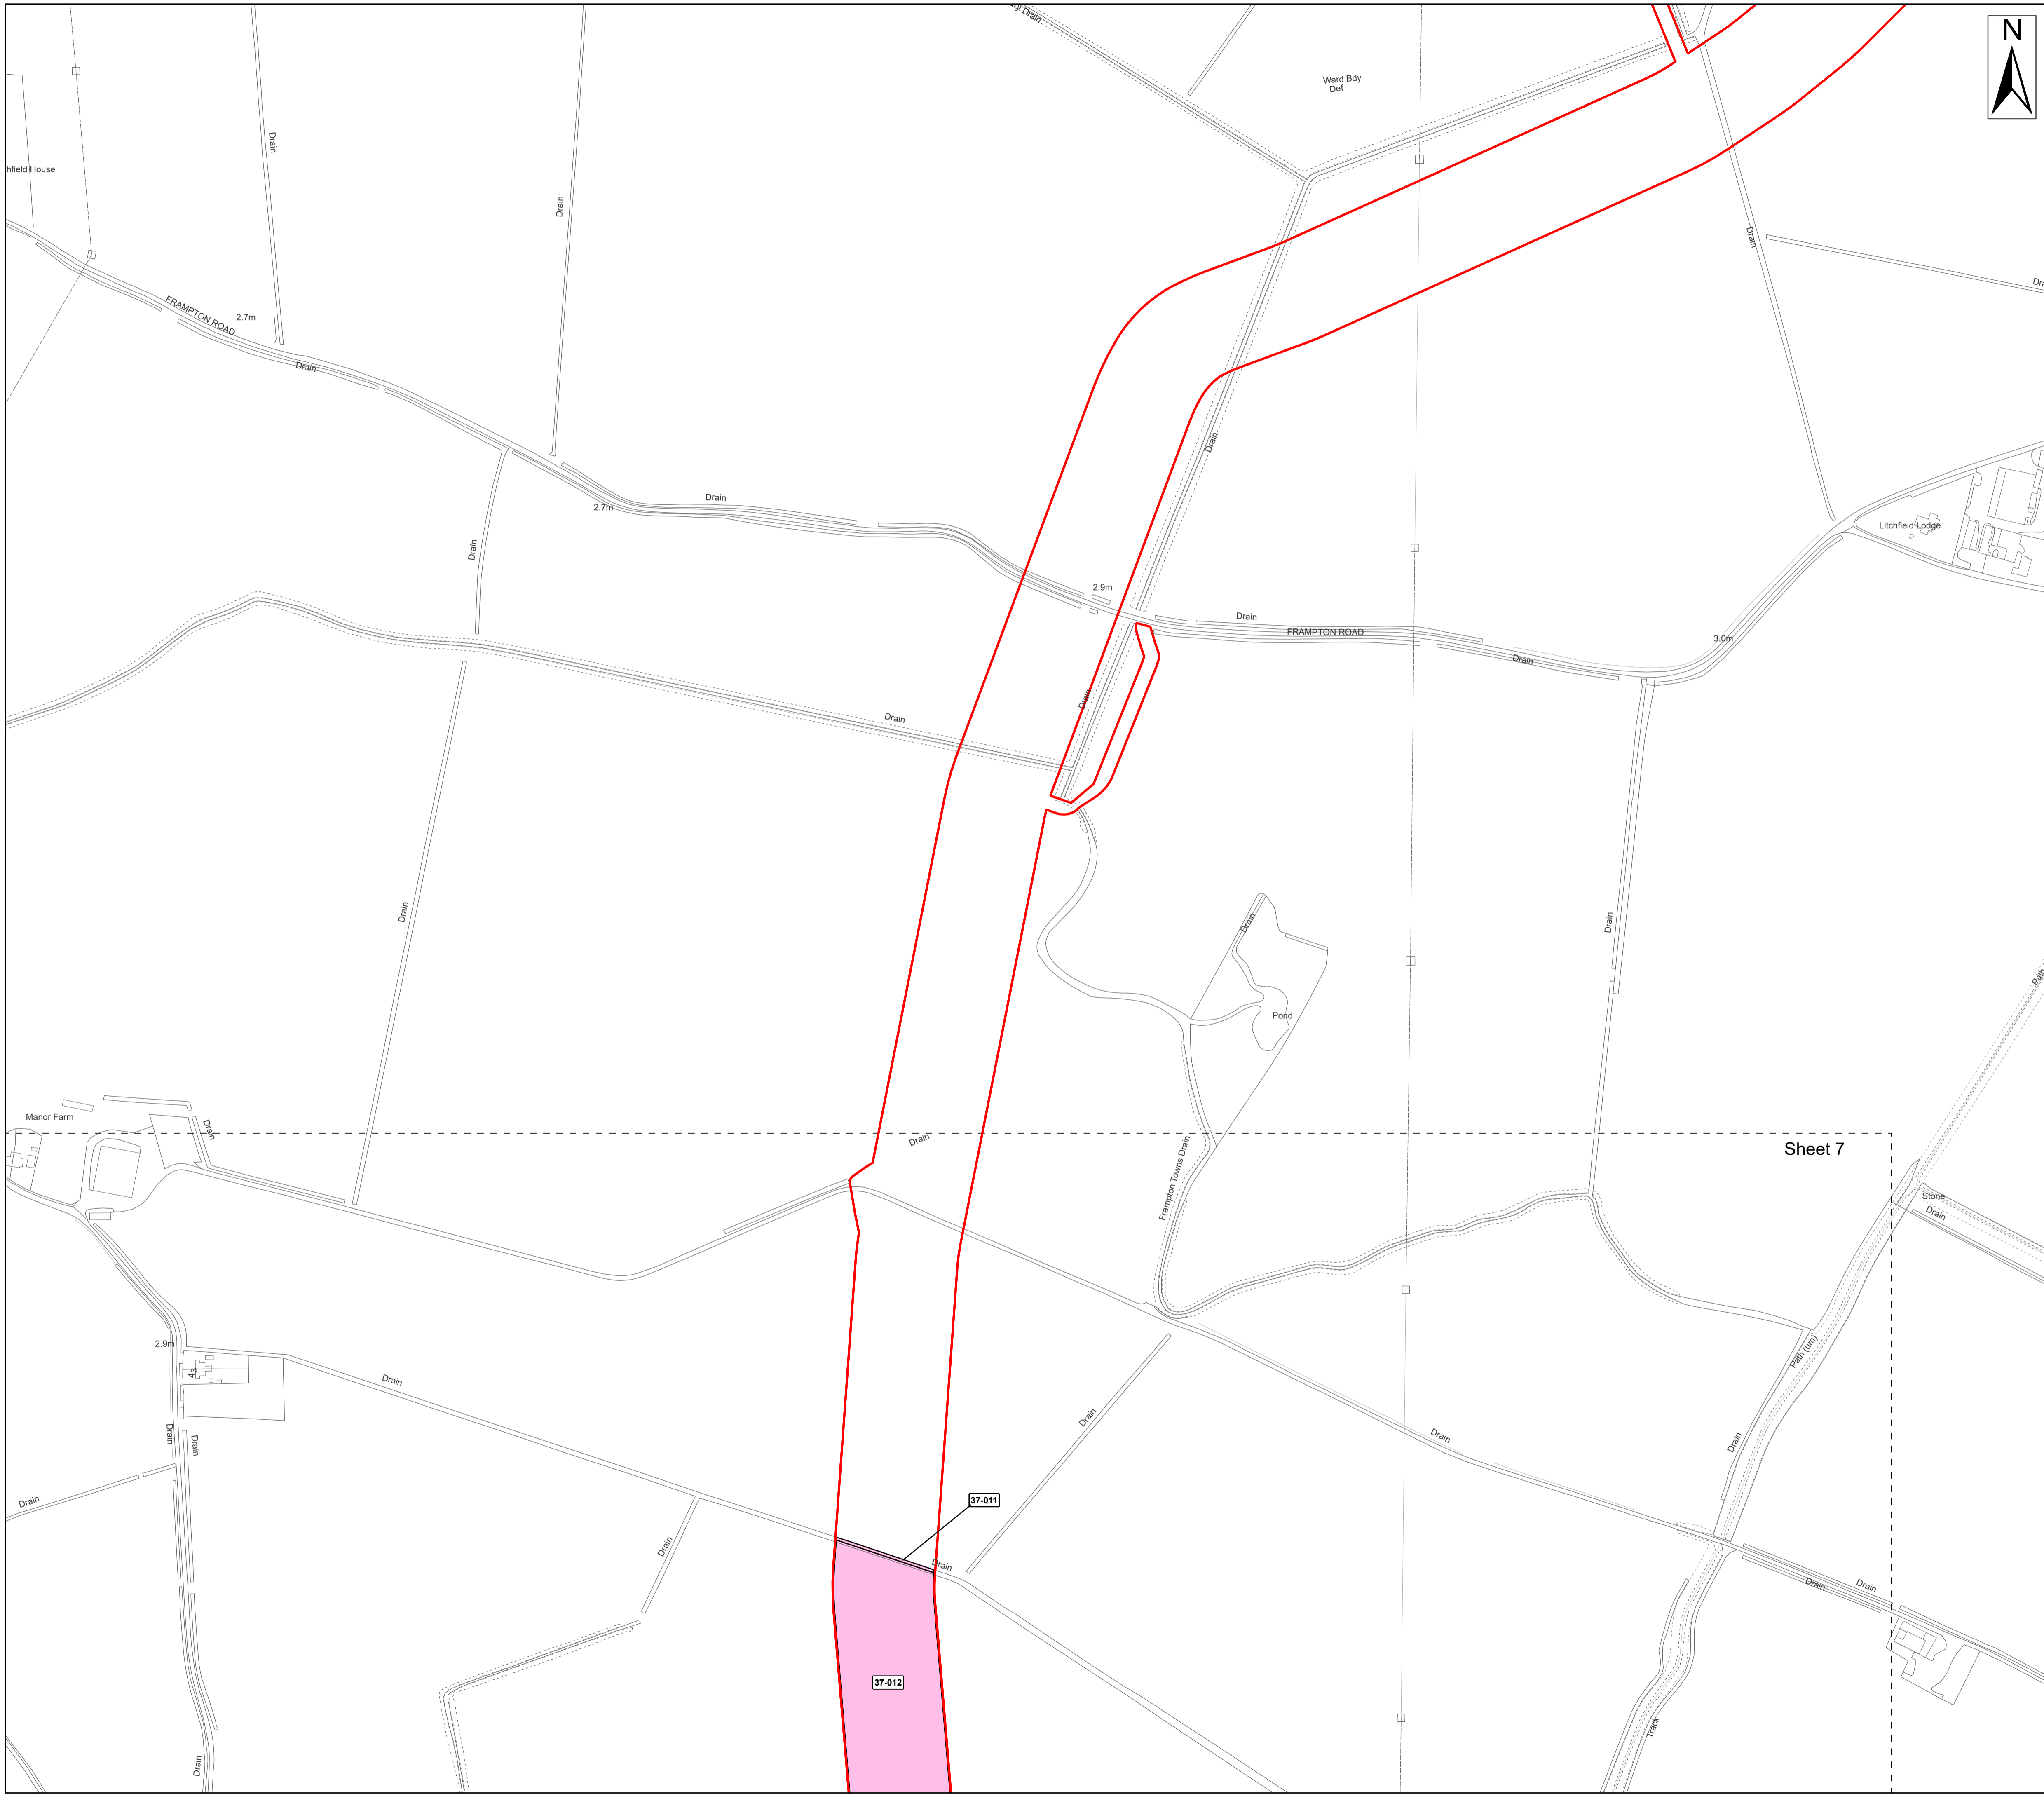 Drain
N
Ward Bdy
Def
Drain
hfield House
Drain
Drain
FRAMPTON ROAD
2.7m
Drain
Drain
Drain
2.7m
Litchfield Lodge
Drain
2.9m
Drain
FRAMPTON ROAD
3.0m
Drain
Drain
Drain
Drain
Drain
Drain
Path
Pond
Manor Farm
Drain
Drain
Sheet 7
Frampton Towns Drain
Stone
Drain
2.9m
43
Drain
Path (um)
Drain
Drain
Drain
Drain
Drain
Drain
37-011
Drain
Drain
Drain
Drain
37-012
Track
Drain